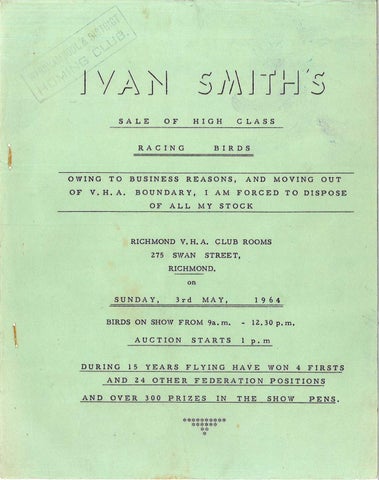 WARRNAMBOOL & DISTRICT
HOMING CLUB.
IVAN SMITH'S
SALE OF HIGH CLASS
RACING BIRDS
OWING TO BUSINESS REASONS, AND MOVING OUT
OF V.H.A. BOUNDARY, I AM FORCED TO DISPOSE
OF ALL MY STOCK
RICHMOND V.H.A. CLUB ROOMS
275 SWAN STREET,
RICHMOND.
on
SUNDAY, 3rd MAY, 1964
BIRDS ON SHOW FROM 9a.m. - 12.30 p.m.
AUCTION STARTS 1 p.m
DURING 15 YEARS FLYING HAVE WON 4 FIRSTS
AND 24 OTHER FEDERATION POSITIONS
AND OVER 300 PRIZES IN THE SHOW PENS.